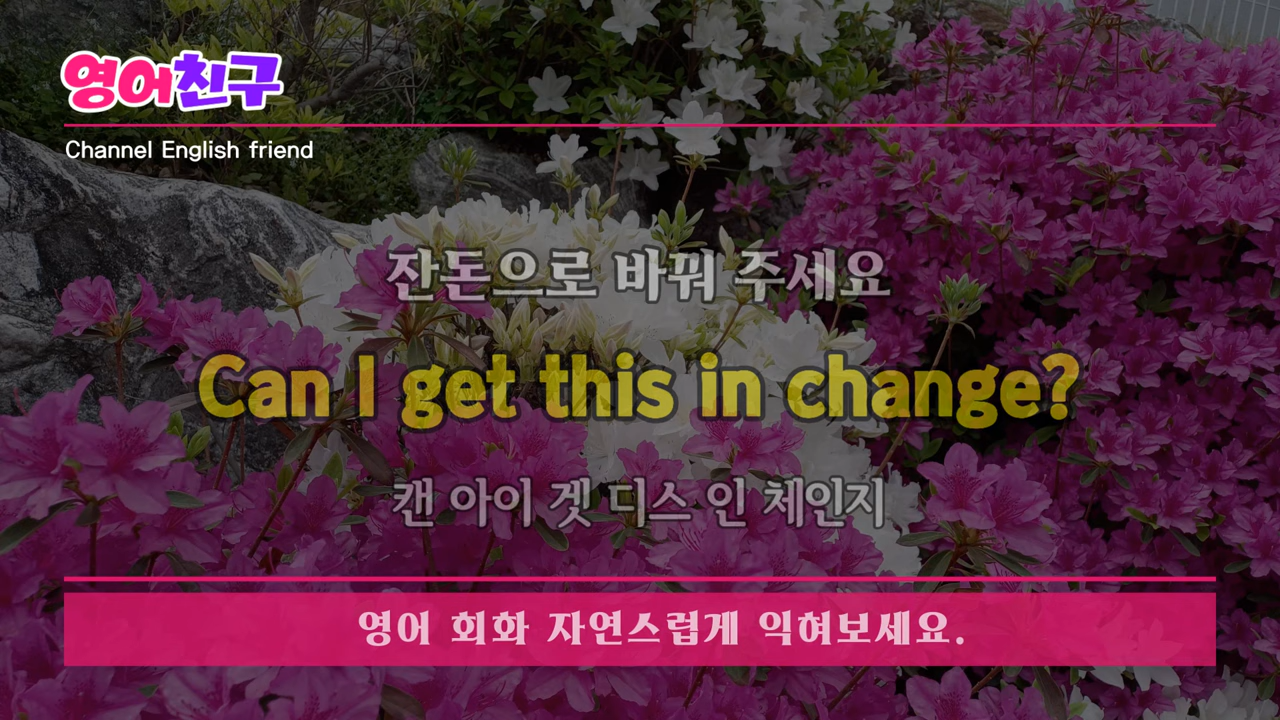 영어친구
Channel English friend
잔돈으로 바꿔 주세요
Can I get this in change?
캔 아이 겟 디스 인 체인지
영어 회화 자연스럽게 익혀보세요.